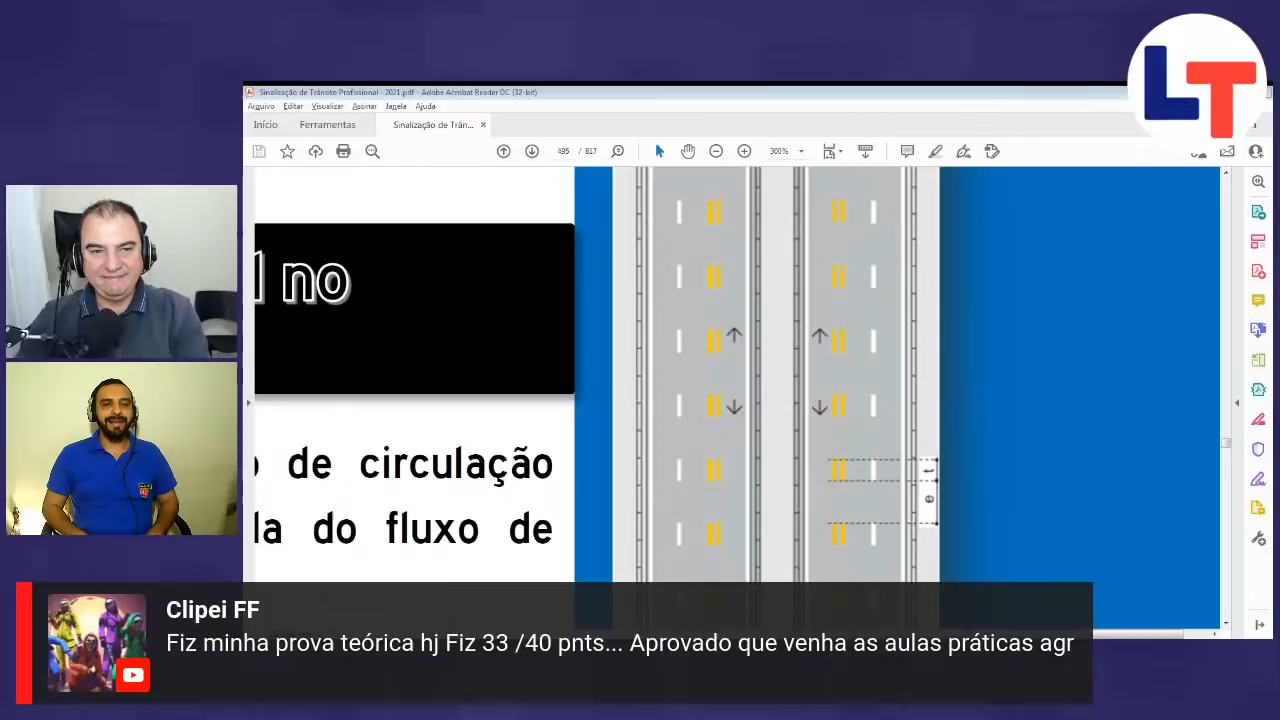 LT
Sinalização de Trânsito Profissional - 2021.pdf - Adobe Acrobat Reader DC (32-bit)
Arquivo Editar Visualizar Assinar Janela Ajuda
Início Ferramentas Sinalização de Trân... ×
495 / 817 300%
no
de circulação
do fluxo de
t
e
Clipei FF
Fiz minha prova teórica hj Fiz 33 /40 pnts... Aprovado que venha as aulas práticas agr